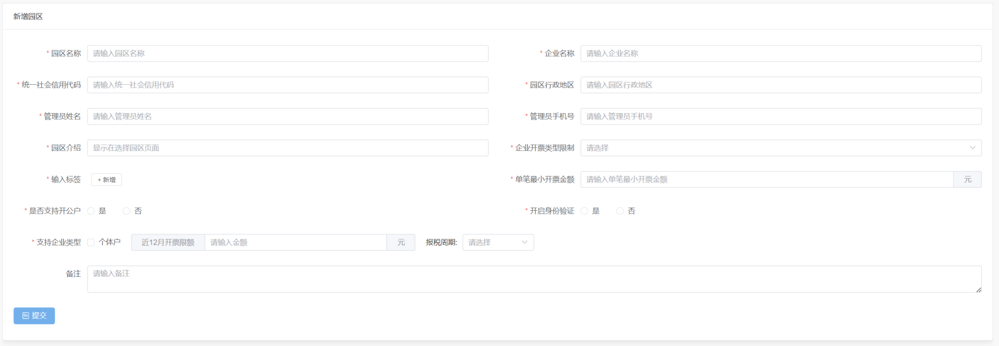 新增园区
* 园区名称 请输入园区名称 * 企业名称 请输入企业名称
* 统一社会信用代码 请输入统一社会信用代码 * 园区行政地区 请输入园区行政地区
* 管理员姓名 请输入管理员姓名 * 管理员手机号 请输入管理员手机号
* 园区介绍 显示在选择园区页面 * 企业开票类型限制 请选择
* 输入标签 + 新增 * 单笔最小开票金额 请输入单笔最小开票金额 元
* 是否支持开公户 是 否 * 开启身份验证 是 否
* 支持企业类型 个体户 近12月开票限额 请输入金额 元 报税周期: 请选择
备注 请输入备注
提交